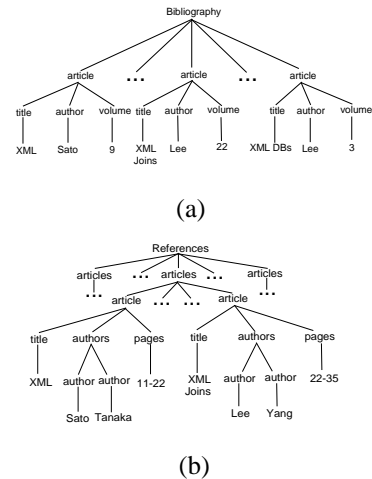 Bibliography
article ... article ... article
title author volume title author volume title author volume
XML Sato 9 XML Joins Lee 22 XML DBs Lee 3
(a)
References
articles ... articles ... articles
... article ... ... article ...
title authors pages title authors pages
XML author author 11-22 XML Joins author author 22-35
Sato Tanaka Lee Yang
(b)